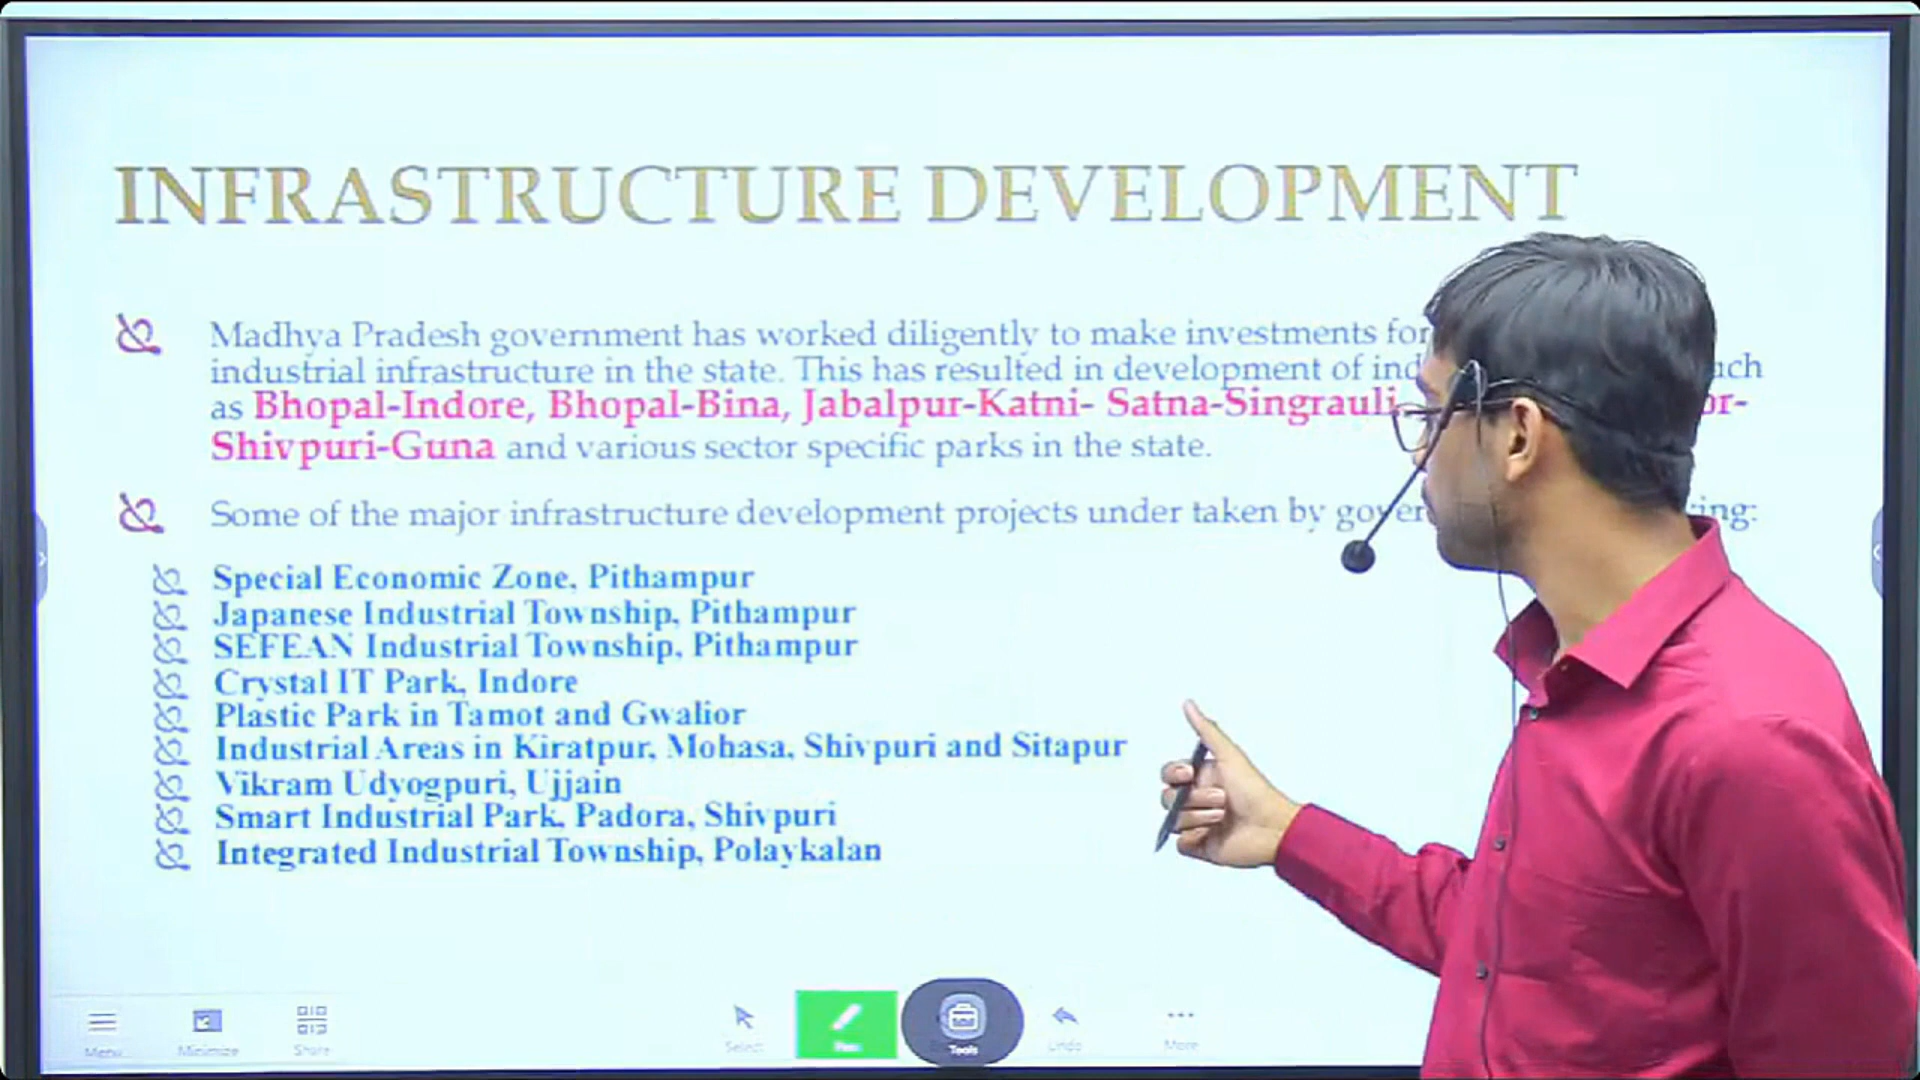 INFRASTRUCTURE DEVELOPMENT
Madhya Pradesh government has worked diligently to make investments for
industrial infrastructure in the state. This has resulted in development of
as Bhopal-Indore, Bhopal-Bina, Jabalpur-Katni- Satna-Singrauli,
Shivpuri-Guna and various sector specific parks in the state.
Some of the major infrastructure development projects under taken by
Special Economic Zone, Pithampur
Japanese Industrial Township, Pithampur
SEFEAN Industrial Township, Pithampur
Crystal IT Park, Indore
Plastic Park in Tamot and Gwalior
Industrial Areas in Kiratpur, Mohasa, Shivpuri and Sitapur
Vikram Udyogpuri, Ujjain
Smart Industrial Park, Padora, Shivpuri
Integrated Industrial Township, Polaykalan
Menu Minimize Share Select Pen Tools Undo More